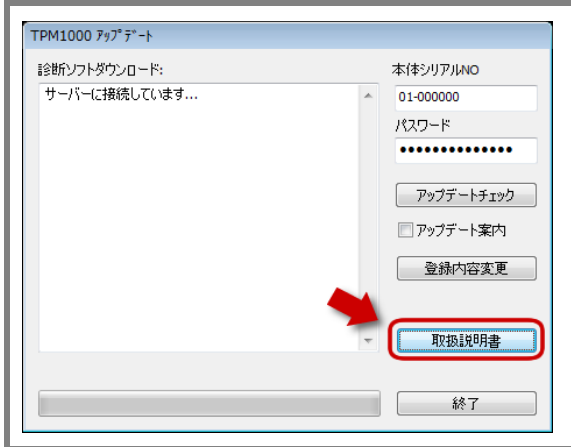 TPM1000 ｱｯﾌﾟﾃﾞｰﾄ
診断ソフトダウンロード:
サーバーに接続しています...
本体シリアルNO
01-000000
パスワード
●●●●●●●●●●●●●●
アップデートチェック
アップデート案内
登録内容変更
取扱説明書
終了